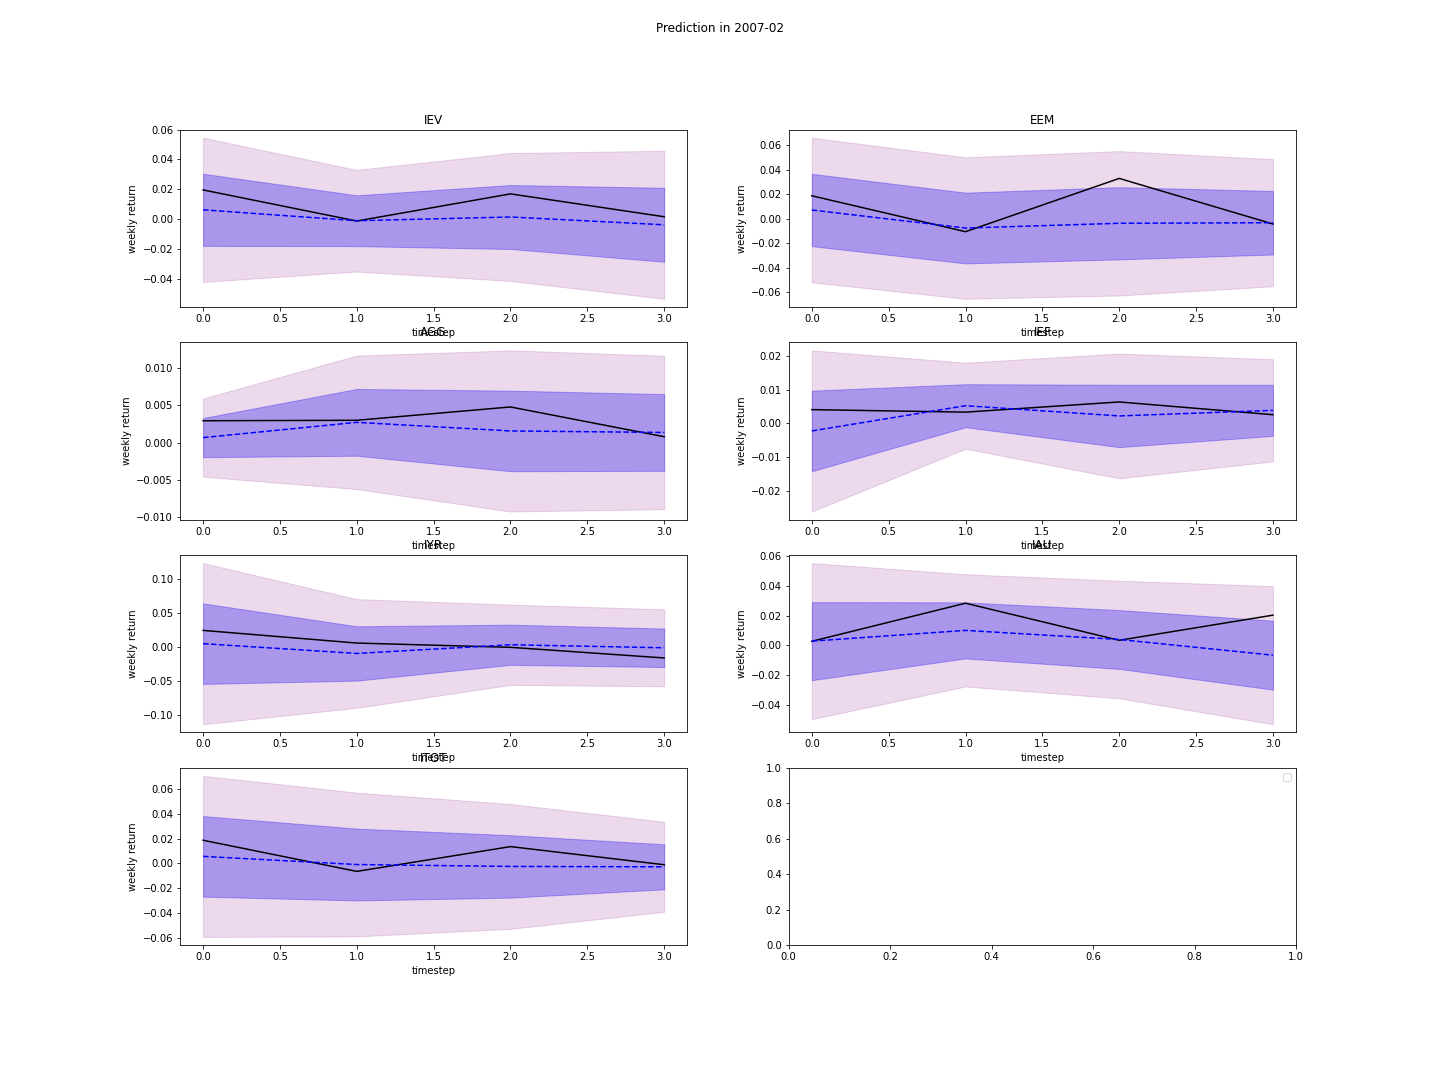 Prediction in 2007-02
IEV
weekly return
0.06
0.04
0.02
0.00
−0.02
−0.04
0.0 0.5 1.0 1.5 2.0 2.5 3.0
timestep
EEM
weekly return
0.06
0.04
0.02
0.00
−0.02
−0.04
−0.06
0.0 0.5 1.0 1.5 2.0 2.5 3.0
timestep
AGG
weekly return
0.010
0.005
0.000
−0.005
−0.010
0.0 0.5 1.0 1.5 2.0 2.5 3.0
timestep
IEF
weekly return
0.02
0.01
0.00
−0.01
−0.02
0.0 0.5 1.0 1.5 2.0 2.5 3.0
timestep
IYR
weekly return
0.10
0.05
0.00
−0.05
−0.10
0.0 0.5 1.0 1.5 2.0 2.5 3.0
timestep
IAU
weekly return
0.06
0.04
0.02
0.00
−0.02
−0.04
0.0 0.5 1.0 1.5 2.0 2.5 3.0
timestep
ITOT
weekly return
0.06
0.04
0.02
0.00
−0.02
−0.04
−0.06
0.0 0.5 1.0 1.5 2.0 2.5 3.0
timestep
1.0
0.8
0.6
0.4
0.2
0.0
0.0 0.2 0.4 0.6 0.8 1.0